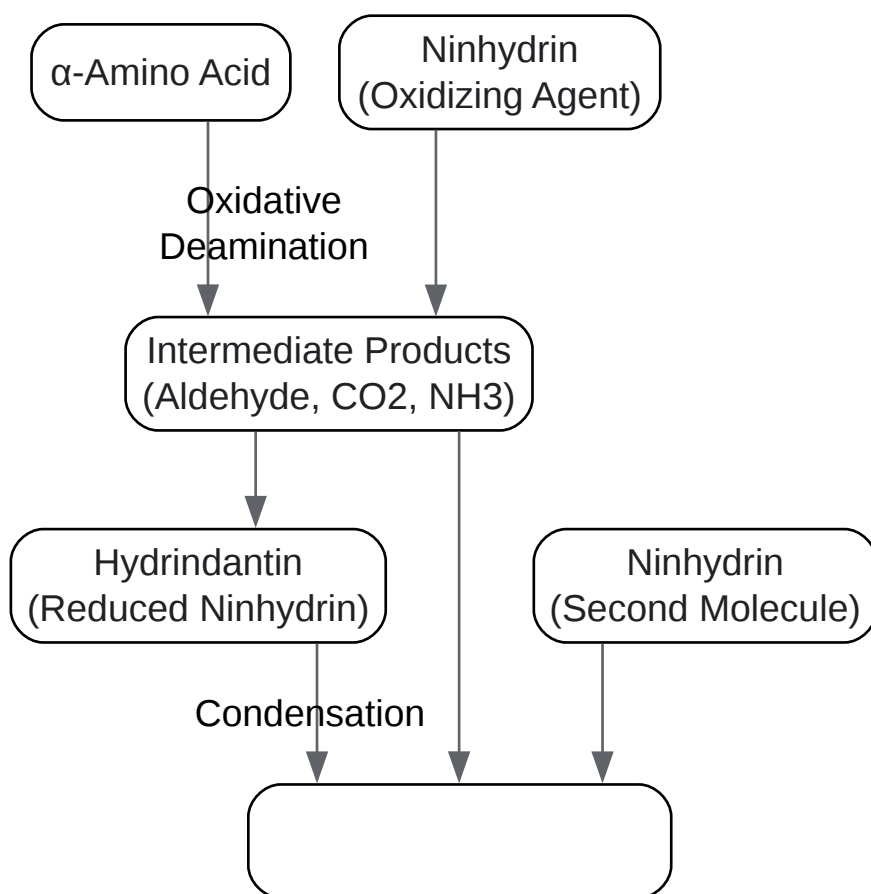 α-Amino Acid
Ninhydrin
(Oxidizing Agent)
Oxidative
Deamination
Intermediate Products
(Aldehyde, CO2, NH3)
Hydrindantin
(Reduced Ninhydrin)
Ninhydrin
(Second Molecule)
Condensation